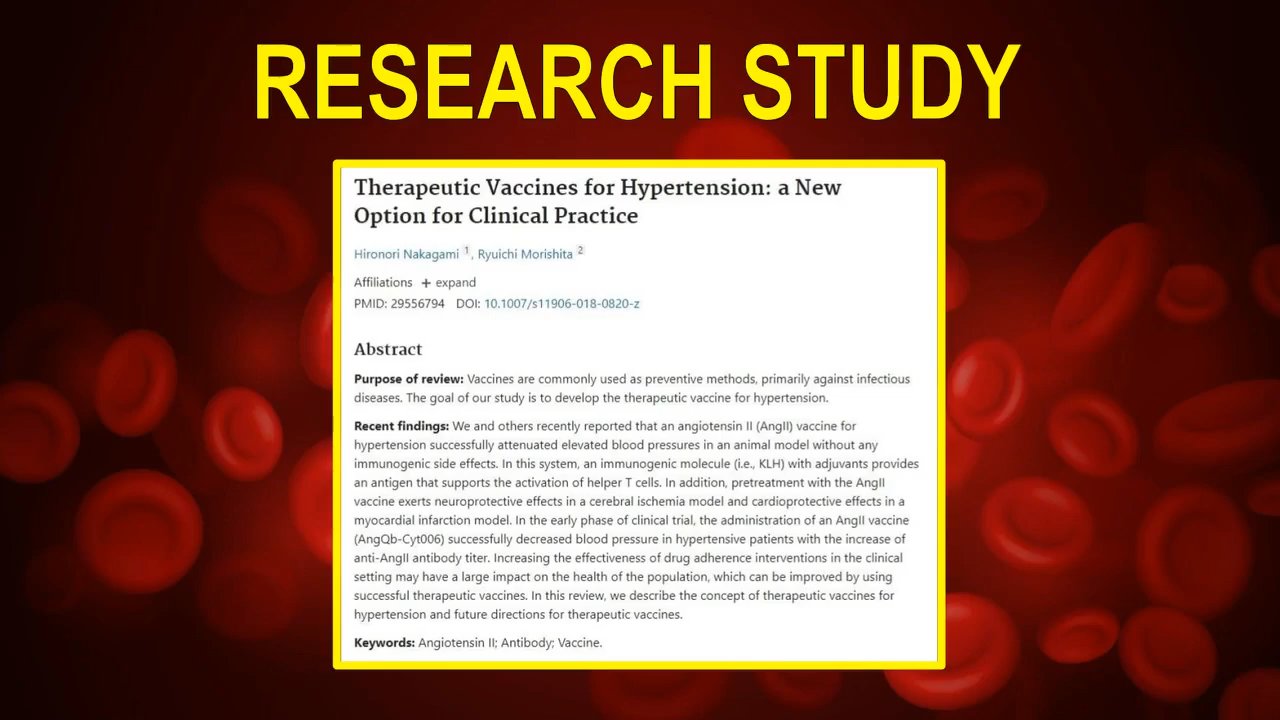 RESEARCH STUDY
Therapeutic Vaccines for Hypertension: a New
Option for Clinical Practice
Hironori Nakagami 1, Ryuichi Morishita 2
Affiliations + expand
PMID: 29556794 DOI: 10.1007/s11906-018-0820-z
Abstract
Purpose of review: Vaccines are commonly used as preventive methods, primarily against infectious
diseases. The goal of our study is to develop the therapeutic vaccine for hypertension.
Recent findings: We and others recently reported that an angiotensin II (AngII) vaccine for
hypertension successfully attenuated elevated blood pressures in an animal model without any
immunogenic side effects. In this system, an immunogenic molecule (i.e., KLH) with adjuvants provides
an antigen that supports the activation of helper T cells. In addition, pretreatment with the AngII
vaccine exerts neuroprotective effects in a cerebral ischemia model and cardioprotective effects in a
myocardial infarction model. In the early phase of clinical trial, the administration of an AngII vaccine
(AngQb-Cyt006) successfully decreased blood pressure in hypertensive patients with the increase of
anti-AngII antibody titer. Increasing the effectiveness of drug adherence interventions in the clinical
setting may have a large impact on the health of the population, which can be improved by using
successful therapeutic vaccines. In this review, we describe the concept of therapeutic vaccines for
hypertension and future directions for therapeutic vaccines.
Keywords: Angiotensin II; Antibody; Vaccine.